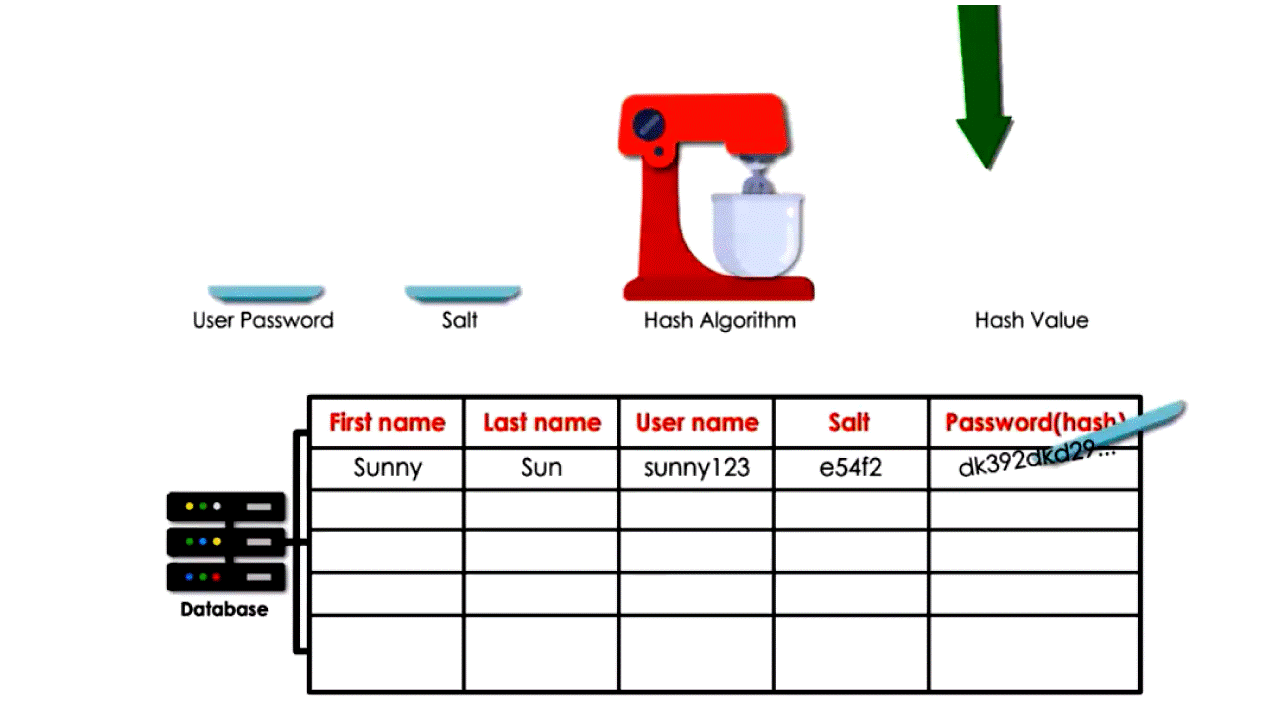 User Password
Salt
Hash Algorithm
Hash Value
First name
Last name
User name
Salt
Password(hash)
Sunny
Sun
sunny123
e54f2
dk392dkd29...
Database